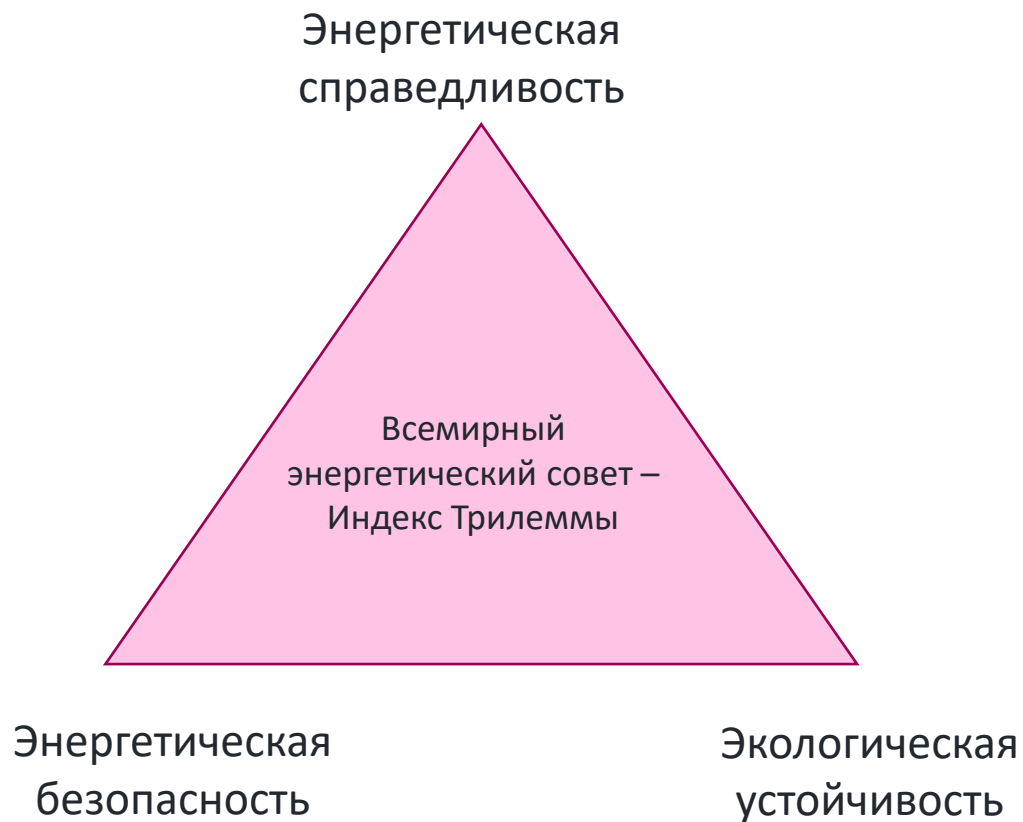 Энергетическая
справедливость
Всемирный
энергетический совет –
Индекс Трилеммы
Энергетическая
безопасность
Экологическая
устойчивость